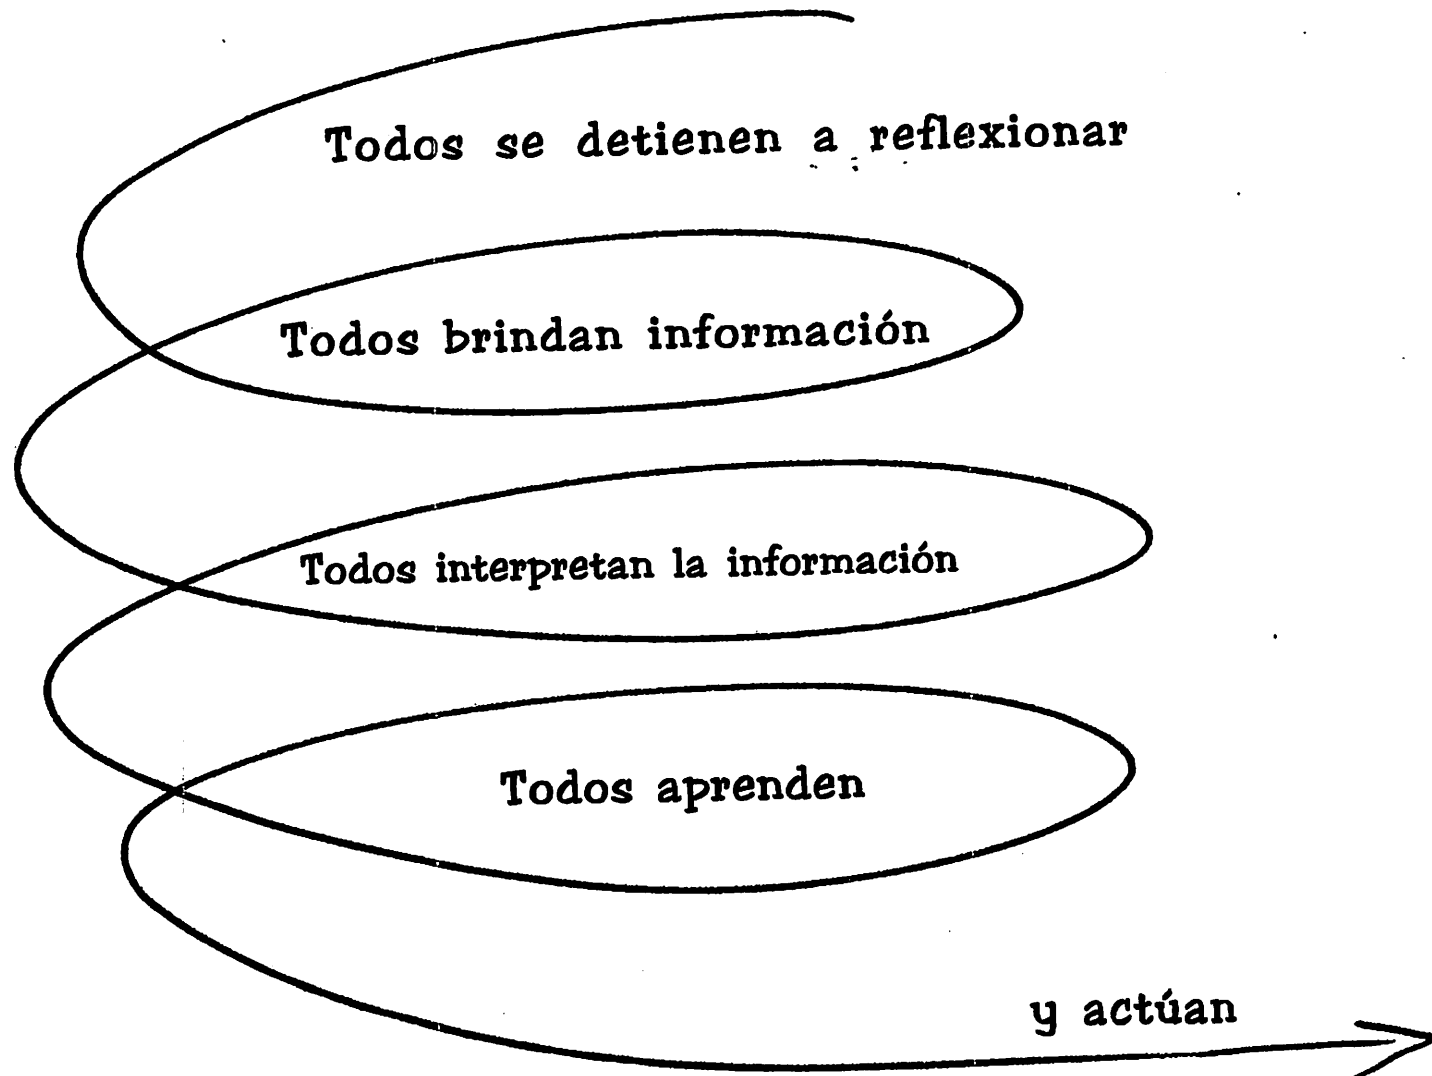 Todos se detienen a reflexionar
Todos brindan información
Todos interpretan la información
Todos aprenden
y actúan